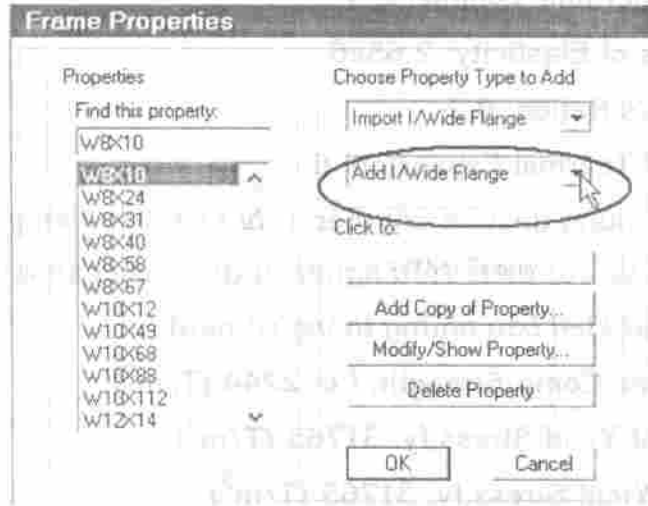 Frame Properties
Properties
Find this property:
W8X10
W8X10
W8X24
W8X31
W8X40
W8X58
W8X67
W10X12
W10X49
W10X68
W10X88
W10X112
W12X14
Choose Property Type to Add
Import I/Wide Flange
Add I/Wide Flange
Click to:
Add Copy of Property...
Modify/Show Property...
Delete Property
OK
Cancel